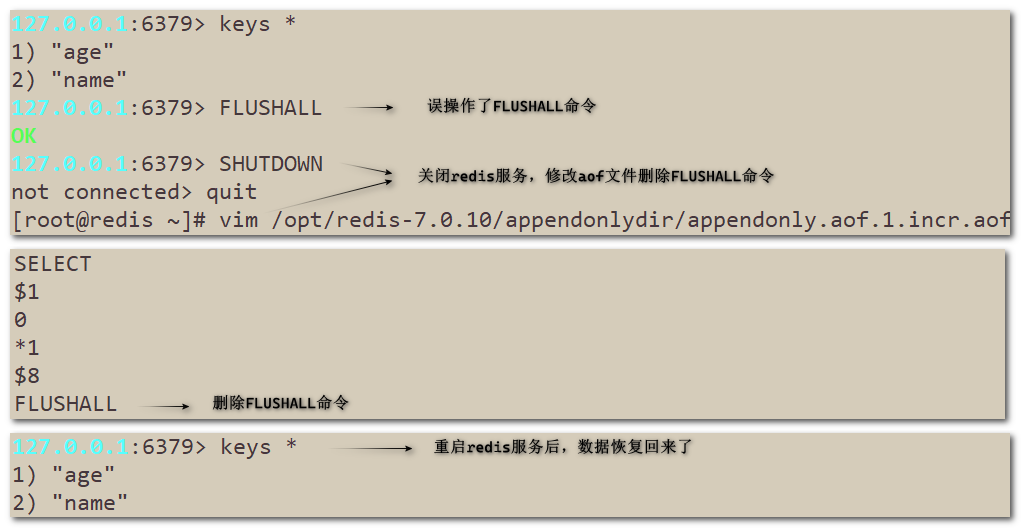 127.0.0.1:6379> keys *
1) "age"
2) "name"
127.0.0.1:6379> FLUSHALL 误操作了FLUSHALL命令
OK
127.0.0.1:6379> SHUTDOWN
关闭redis服务，修改aof文件删除FLUSHALL命令
not connected> quit
[root@redis ~]# vim /opt/redis-7.0.10/appendonlydir/appendonly.aof.1.incr.aof
SELECT
$1
0
*1
$8
FLUSHALL 删除FLUSHALL命令
127.0.0.1:6379> keys * 重启redis服务后，数据恢复回来了
1) "age"
2) "name"